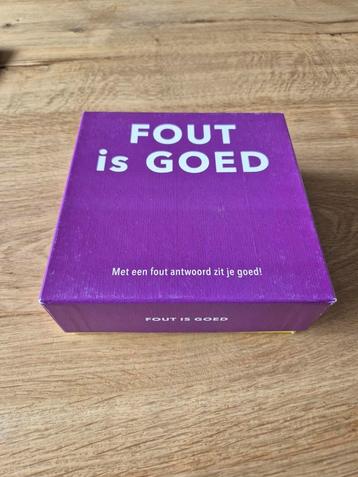 FOUT
is GOED
Met een fout antwoord zit je goed!
FOUT IS GOED